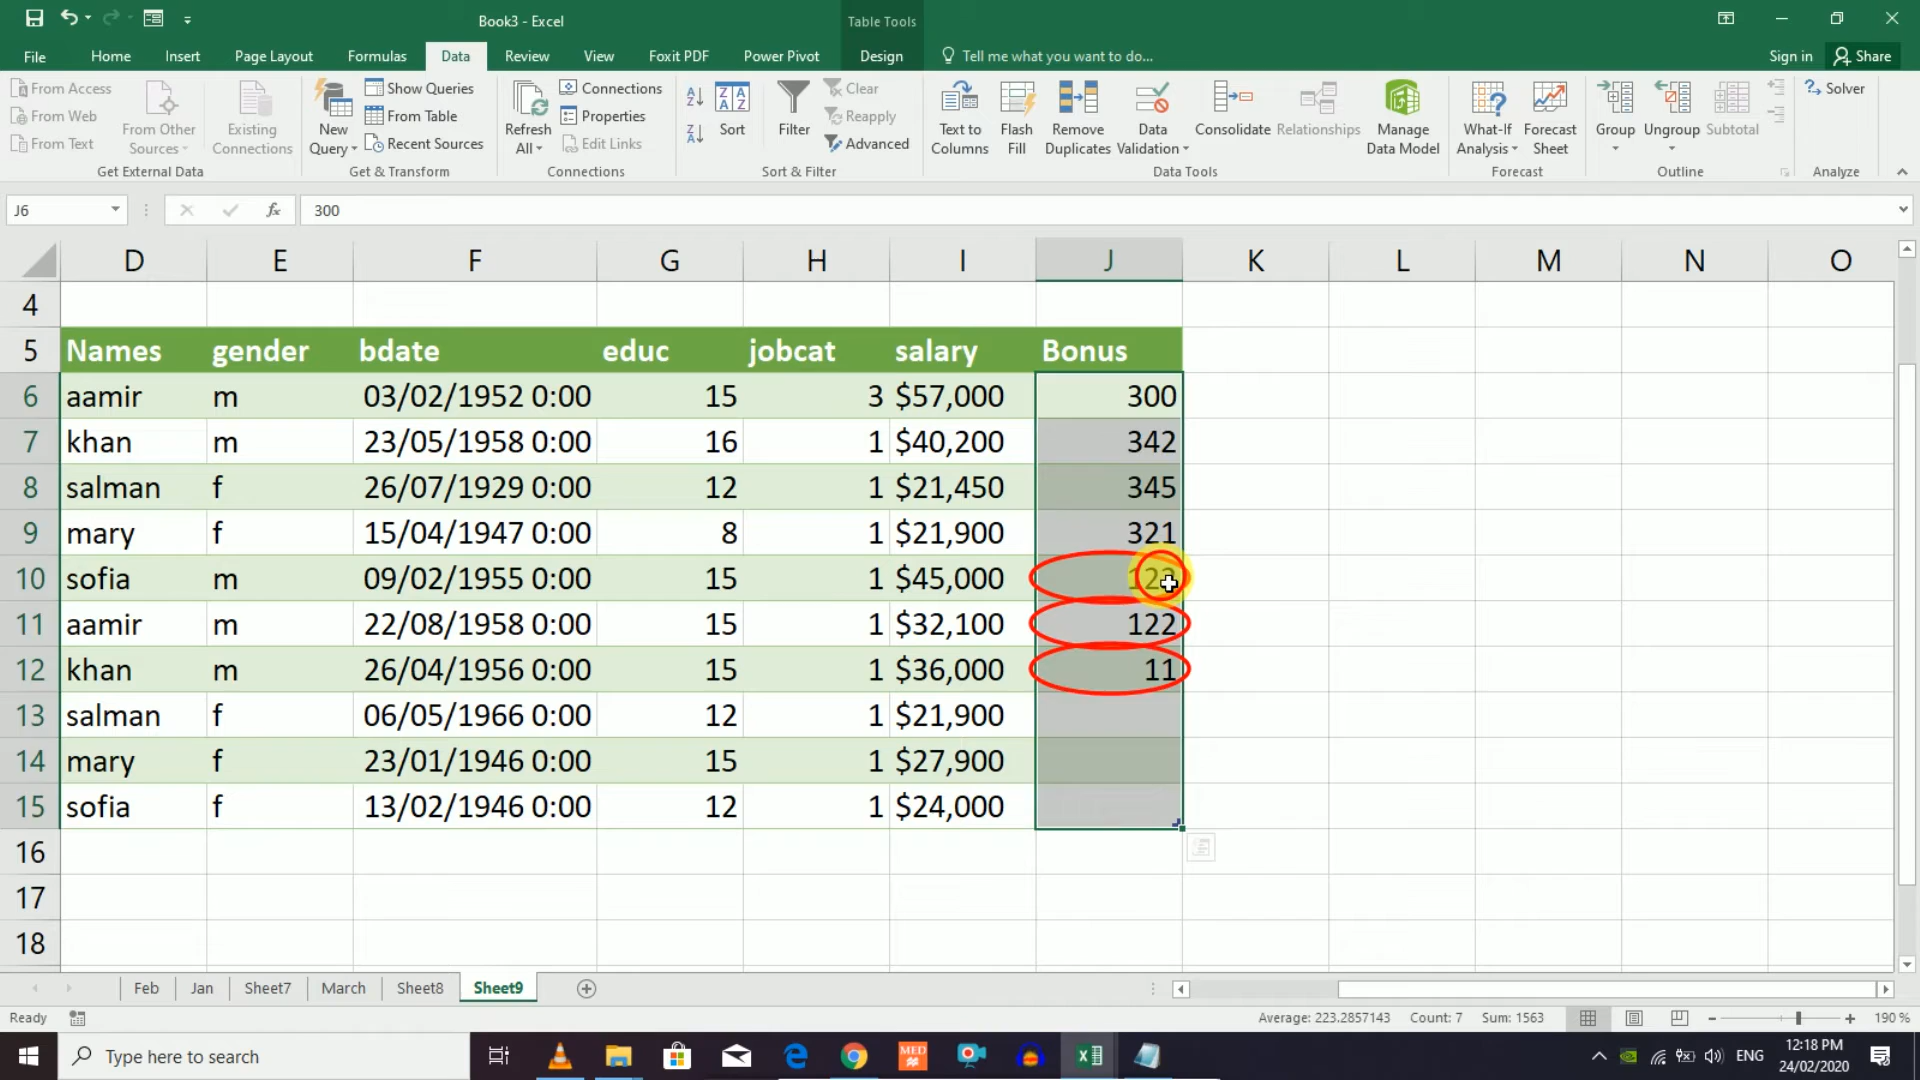 Book3 - Excel
Table Tools
File Home Insert Page Layout Formulas Data Review View Foxit PDF Power Pivot Design Tell me what you want to do... Sign in Share
From Access
From Web
From Text
From Other Sources
Existing Connections
Get External Data
New Query
Show Queries
From Table
Recent Sources
Get & Transform
Refresh All
Connections
Properties
Edit Links
Connections
Sort
Filter
Clear
Reapply
Advanced
Sort & Filter
Text to Columns
Flash Fill
Remove Duplicates
Data Validation
Consolidate
Relationships
Manage Data Model
Data Tools
What-If Analysis
Forecast Sheet
Forecast
Group
Ungroup
Subtotal
Outline
Solver
Analyze
J6 fx 300
D E F G H I J K L M N O
4
5 Names gender bdate educ jobcat salary Bonus
6 aamir m 03/02/1952 0:00 15 3 $57,000 300
7 khan m 23/05/1958 0:00 16 1 $40,200 342
8 salman f 26/07/1929 0:00 12 1 $21,450 345
9 mary f 15/04/1947 0:00 8 1 $21,900 321
10 sofia m 09/02/1955 0:00 15 1 $45,000
11 aamir m 22/08/1958 0:00 15 1 $32,100 122
12 khan m 26/04/1956 0:00 15 1 $36,000 11
13 salman f 06/05/1966 0:00 12 1 $21,900
14 mary f 23/01/1946 0:00 15 1 $27,900
15 sofia f 13/02/1946 0:00 12 1 $24,000
16
17
18
Feb Jan Sheet7 March Sheet8 Sheet9
Ready Average: 223.2857143 Count: 7 Sum: 1563 190 %
Type here to search
MED
ENG
12:18 PM
24/02/2020